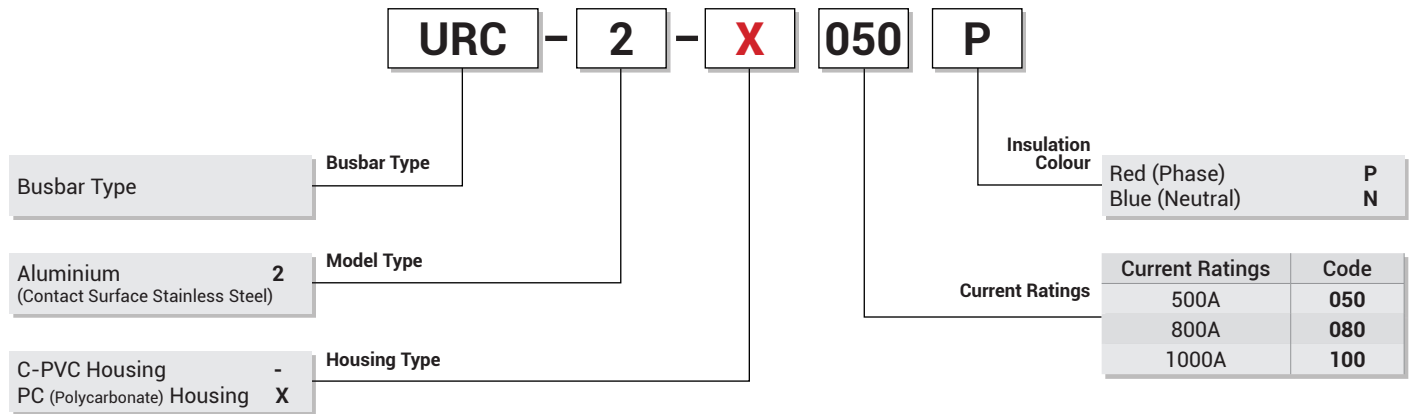 URC - 2 - X 050 P
Busbar Type
Busbar Type
Insulation
Colour
Red (Phase) P
Blue (Neutral) N
Aluminium 2
(Contact Surface Stainless Steel)
Model Type
Current Ratings
Current Ratings Code
500A 050
800A 080
1000A 100
C-PVC Housing -
PC (Polycarbonate) Housing X
Housing Type